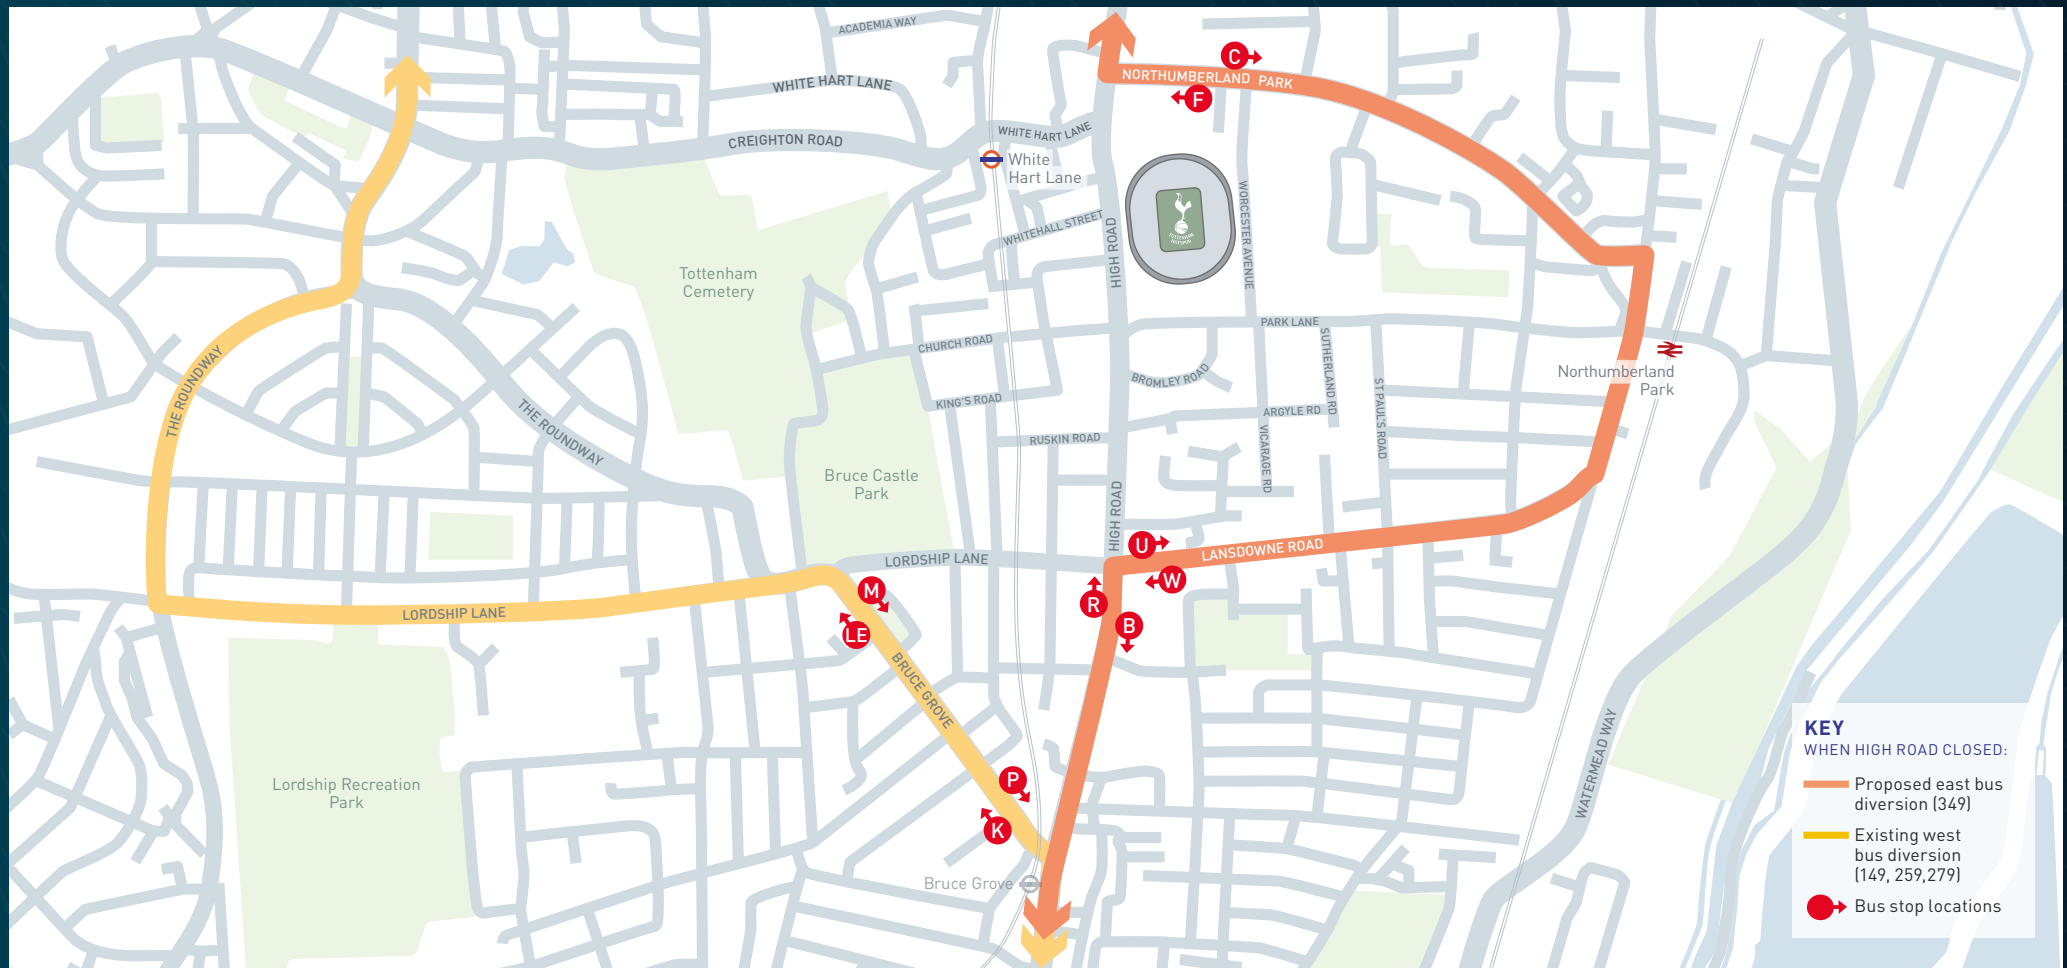 ACADEMIA WAY
C
NORTHUMBERLAND PARK
WHITE HART LANE
F
WHITE HART LANE
CREIGHTON ROAD
White
Hart Lane
WORCESTER AVENUE
WHITEHALL STREET
HIGH ROAD
TOTTENHAM
HOTSPUR
Tottenham
Cemetery
PARK LANE
CHURCH ROAD
SUTHERLAND RD
THE ROUNDWAY
Northumberland
Park
BROMLEY ROAD
ST PAUL'S ROAD
KING'S ROAD
ARGYLE RD
THE ROUNDWAY
RUSKIN ROAD
VICARAGE RD
Bruce Castle
Park
HIGH ROAD
U
LANSDOWNE ROAD
LORDSHIP LANE
W
M
R
LORDSHIP LANE
B
LE
BRUCE GROVE
WATERMEAD WAY
Lordship Recreation
Park
P
K
Bruce Grove
KEY
WHEN HIGH ROAD CLOSED:
Proposed east bus
diversion (349)
Existing west
bus diversion
(149, 259,279)
Bus stop locations